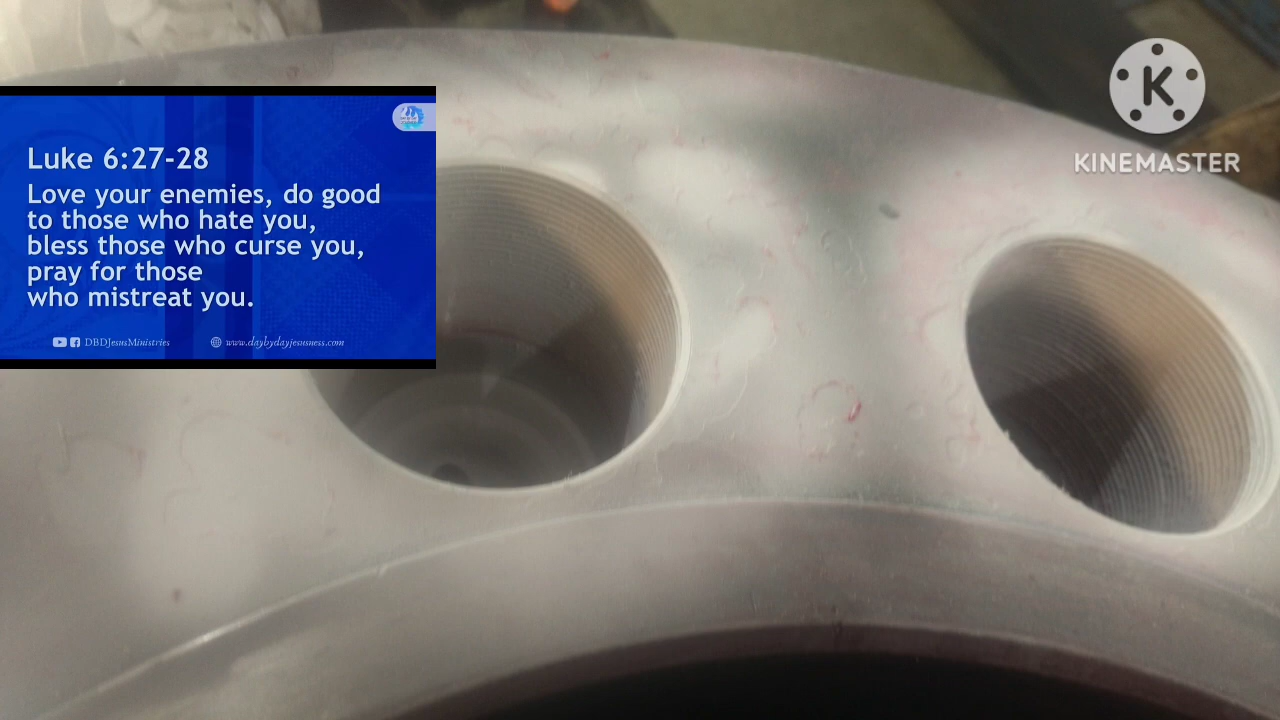 Luke 6:27-28
Love your enemies, do good
to those who hate you,
bless those who curse you,
pray for those
who mistreat you.
DBDJesusMinistries
www.daybydayjesusness.com
K
KINEMASTER